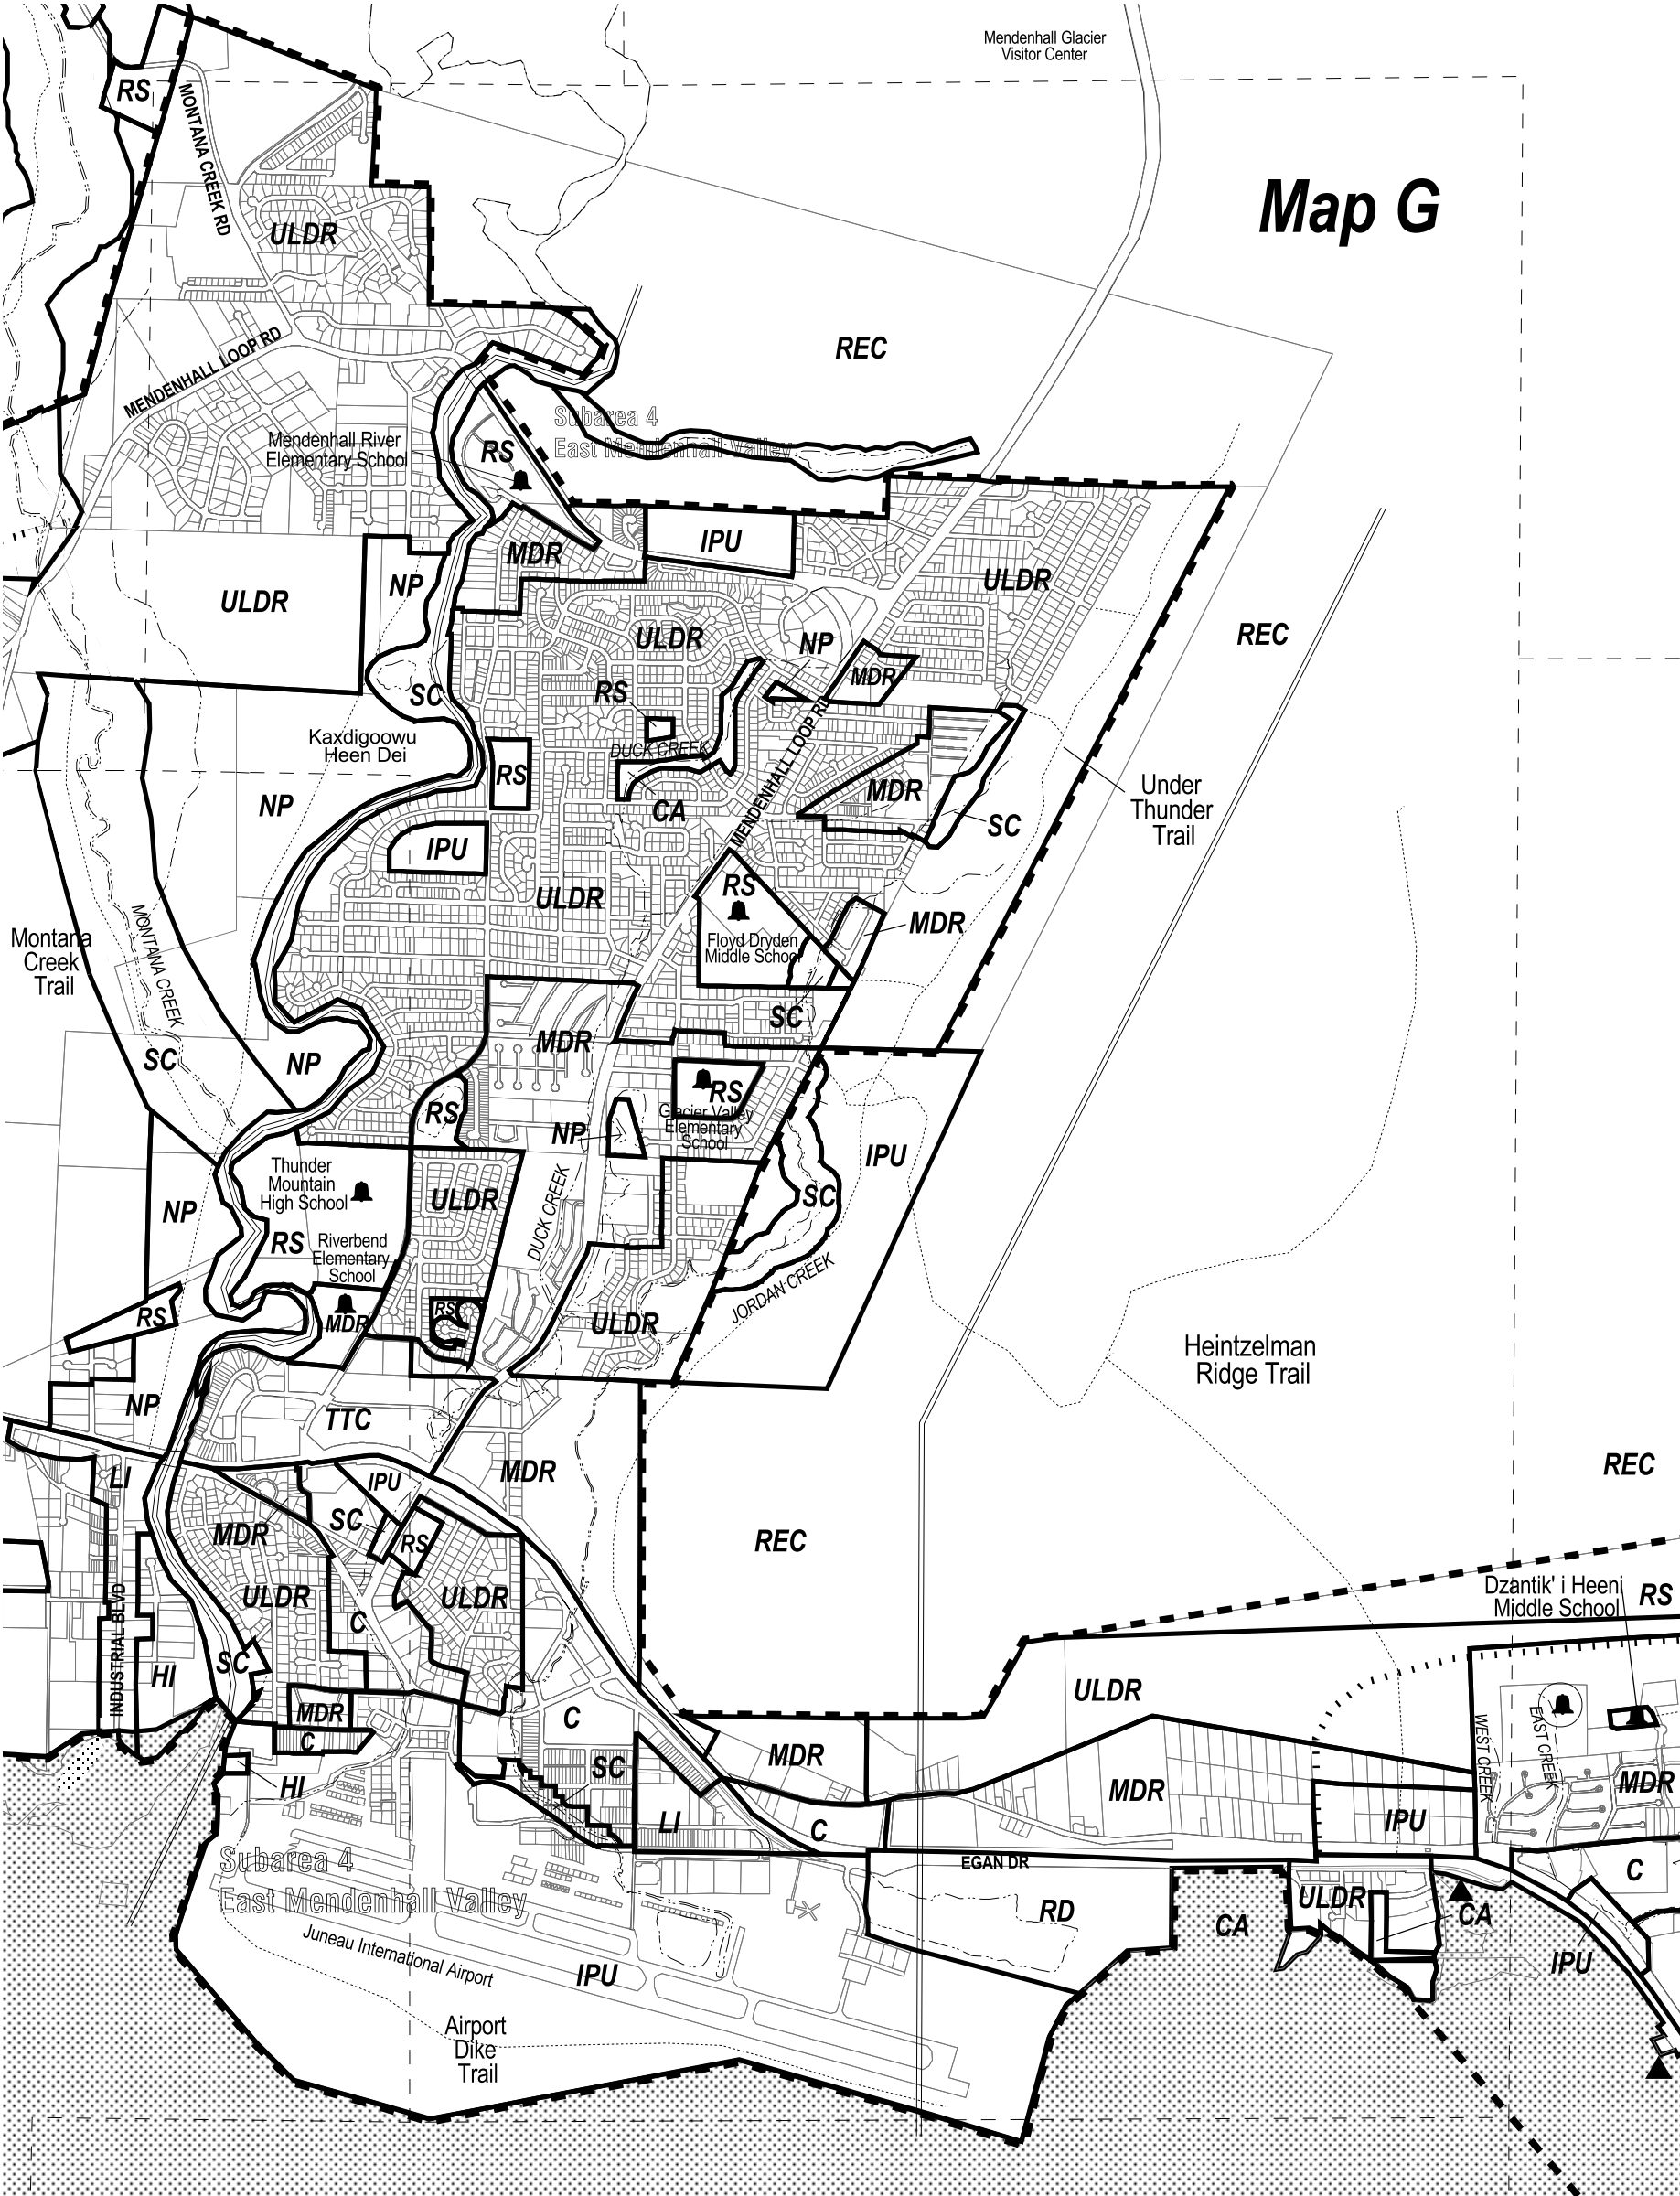 Mendenhall Glacier
Visitor Center
RS
MONTANA CREEK RD
Map G
ULDR
MENDENHALL LOOP RD
REC
Subarea 4
East Mendenhall Valley
Mendenhall River
Elementary School
RS
MDR
IPU
ULDR
NP
ULDR
ULDR
NP
REC
MDR
SC
RS
Kaxdigoowu
Heen Dei
DUCK CREEK
MENDENHALL LOOP RD
RS
NP
CA
MDR
SC
Under
Thunder
Trail
IPU
ULDR
RS
Floyd Dryden
Middle School
MDR
Montana
Creek
Trail
MONTANA CREEK
SC
MDR
SC
NP
RS
RS
Glacier Valley
Elementary
School
NP
IPU
Thunder
Mountain
High School
ULDR
DUCK CREEK
SC
NP
RS
Riverbend
Elementary
School
JORDAN CREEK
RS
MDR
RS
ULDR
Heintzelman
Ridge Trail
NP
TTC
LI
IPU
MDR
REC
SC
MDR
RS
REC
ULDR
ULDR
C
Dzantik' i Heeni
Middle School
RS
INDUSTRIAL BLVD
HI
SC
ULDR
MDR
C
C
WEST CREEK
EAST CREEK
SC
MDR
HI
MDR
MDR
LI
C
IPU
Subarea 4
East Mendenhall Valley
EGAN DR
C
ULDR
RD
CA
CA
Juneau International Airport
IPU
IPU
Airport
Dike
Trail